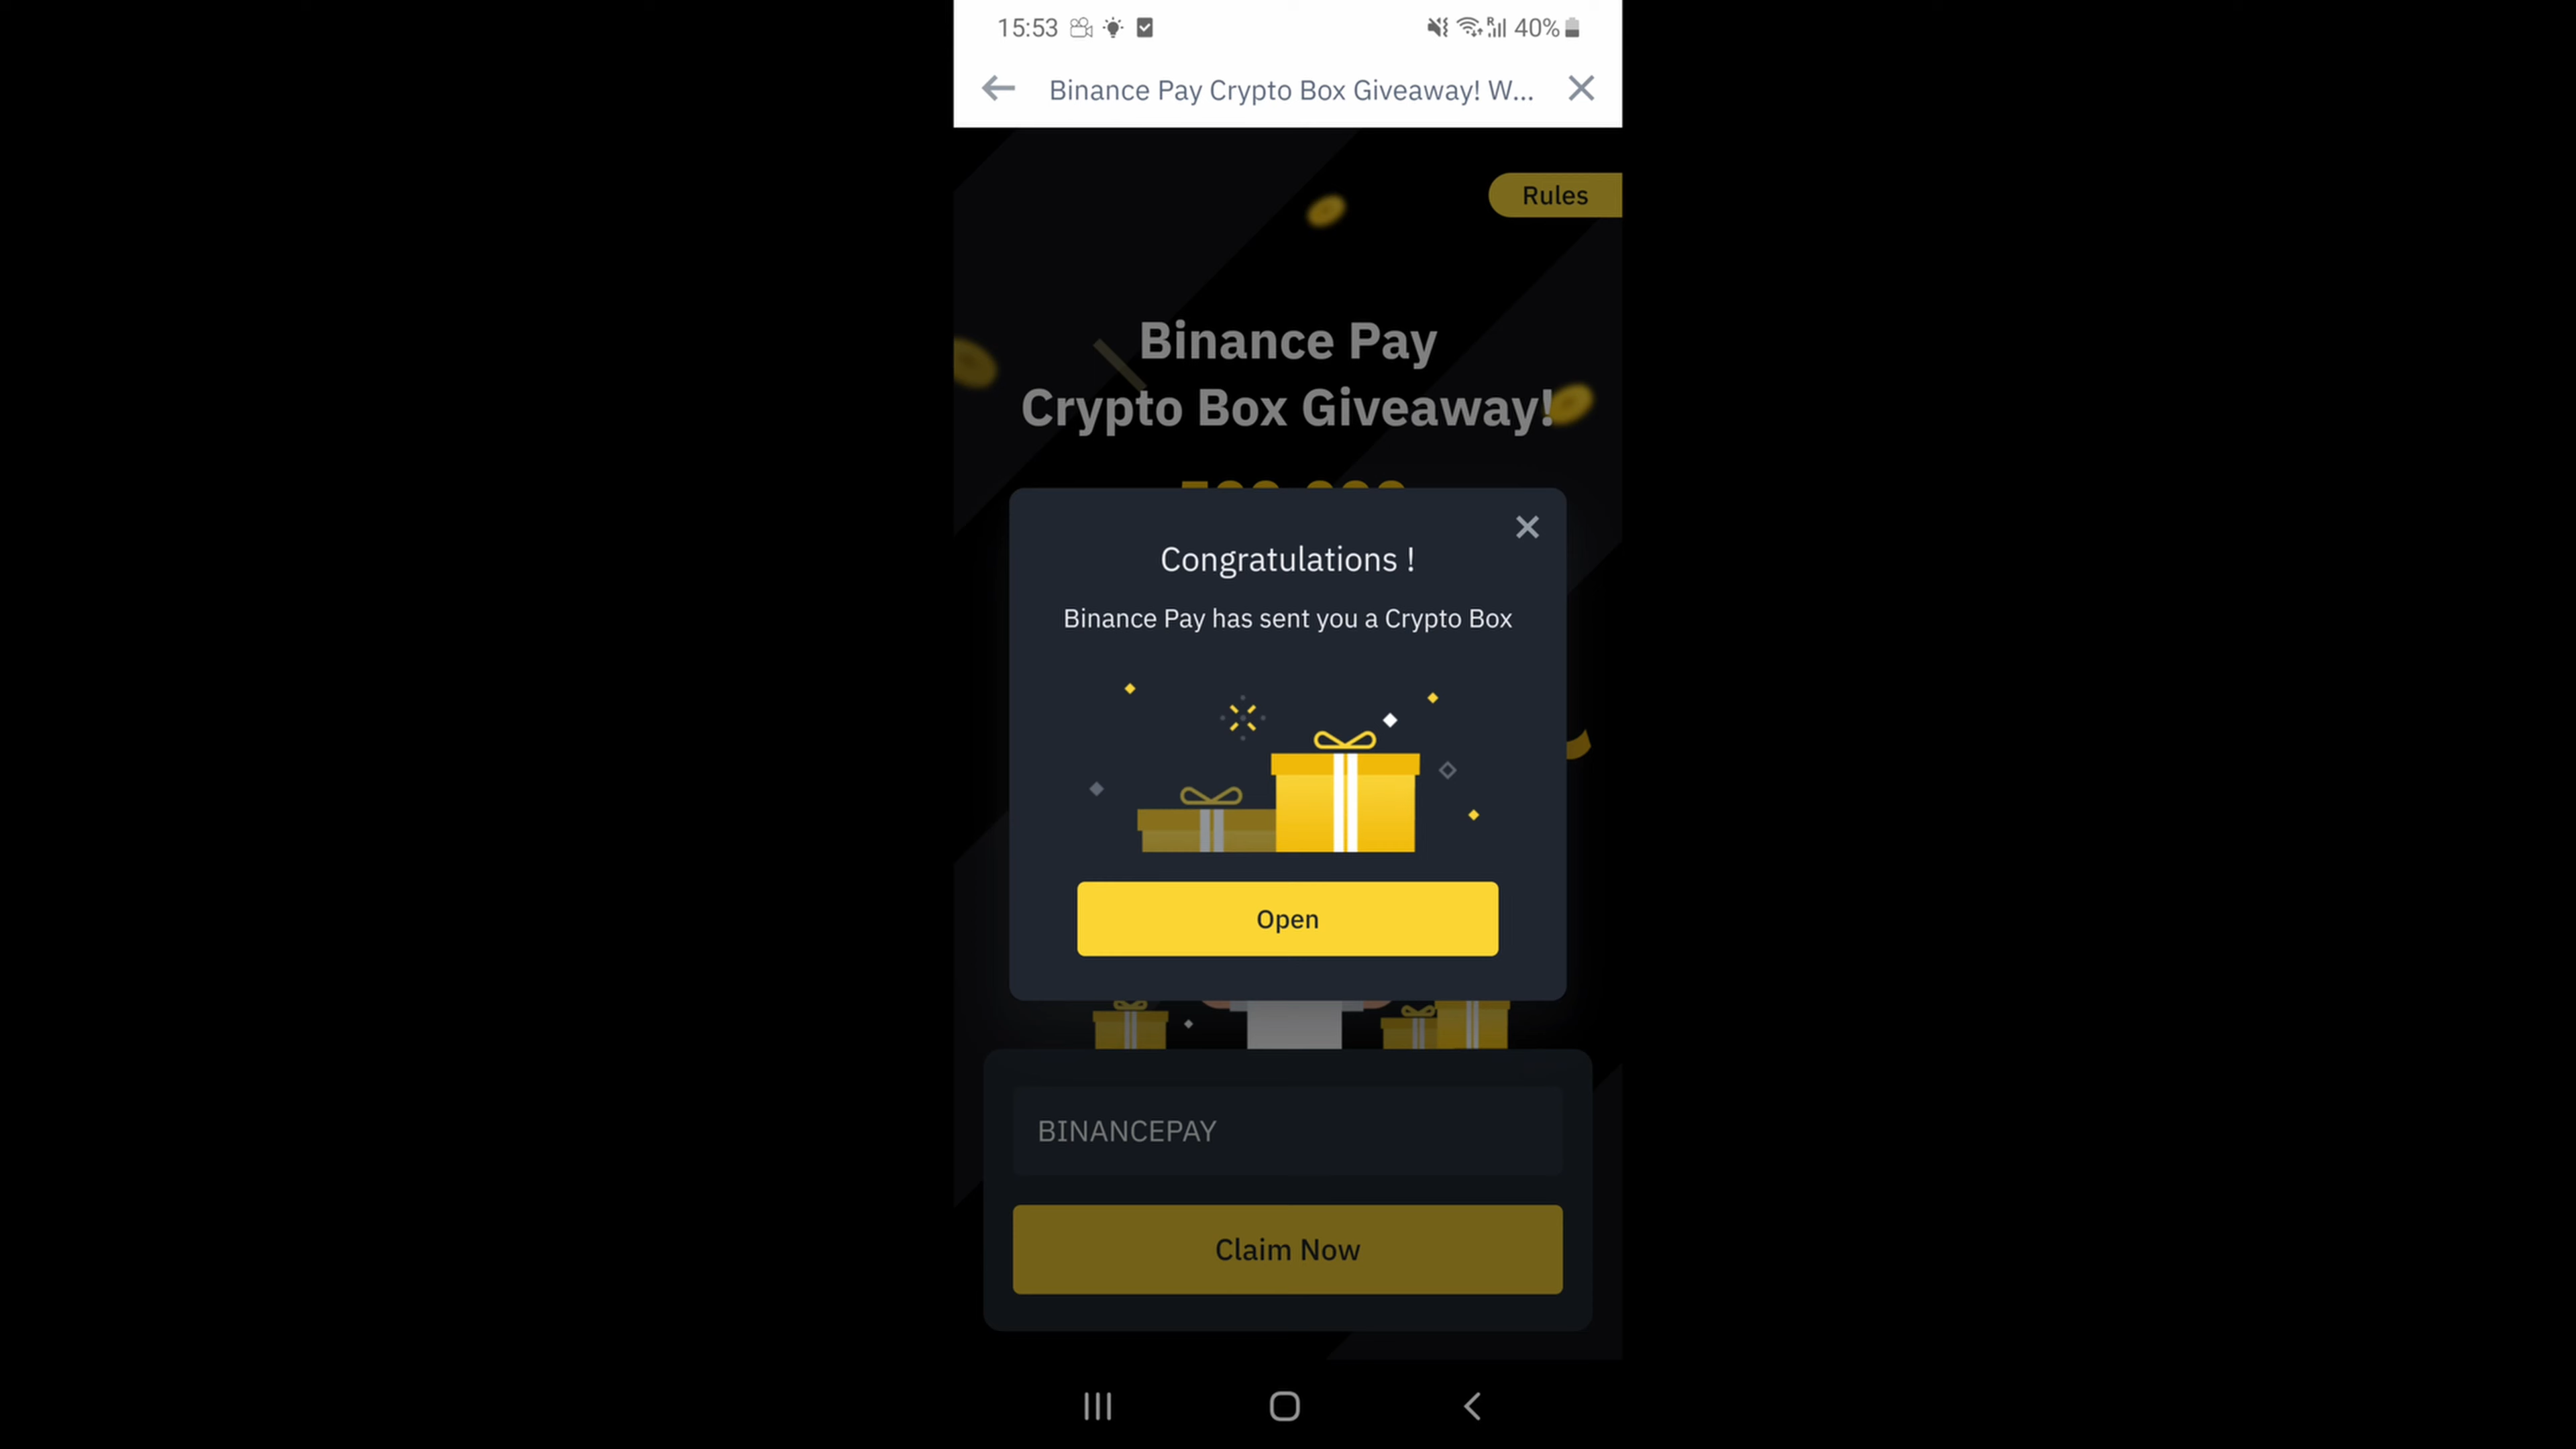 15:53
40%
Binance Pay Crypto Box Giveaway! W...
Rules
Binance Pay
Crypto Box Giveaway!
Congratulations !
Binance Pay has sent you a Crypto Box
Open
BINANCEPAY
Claim Now